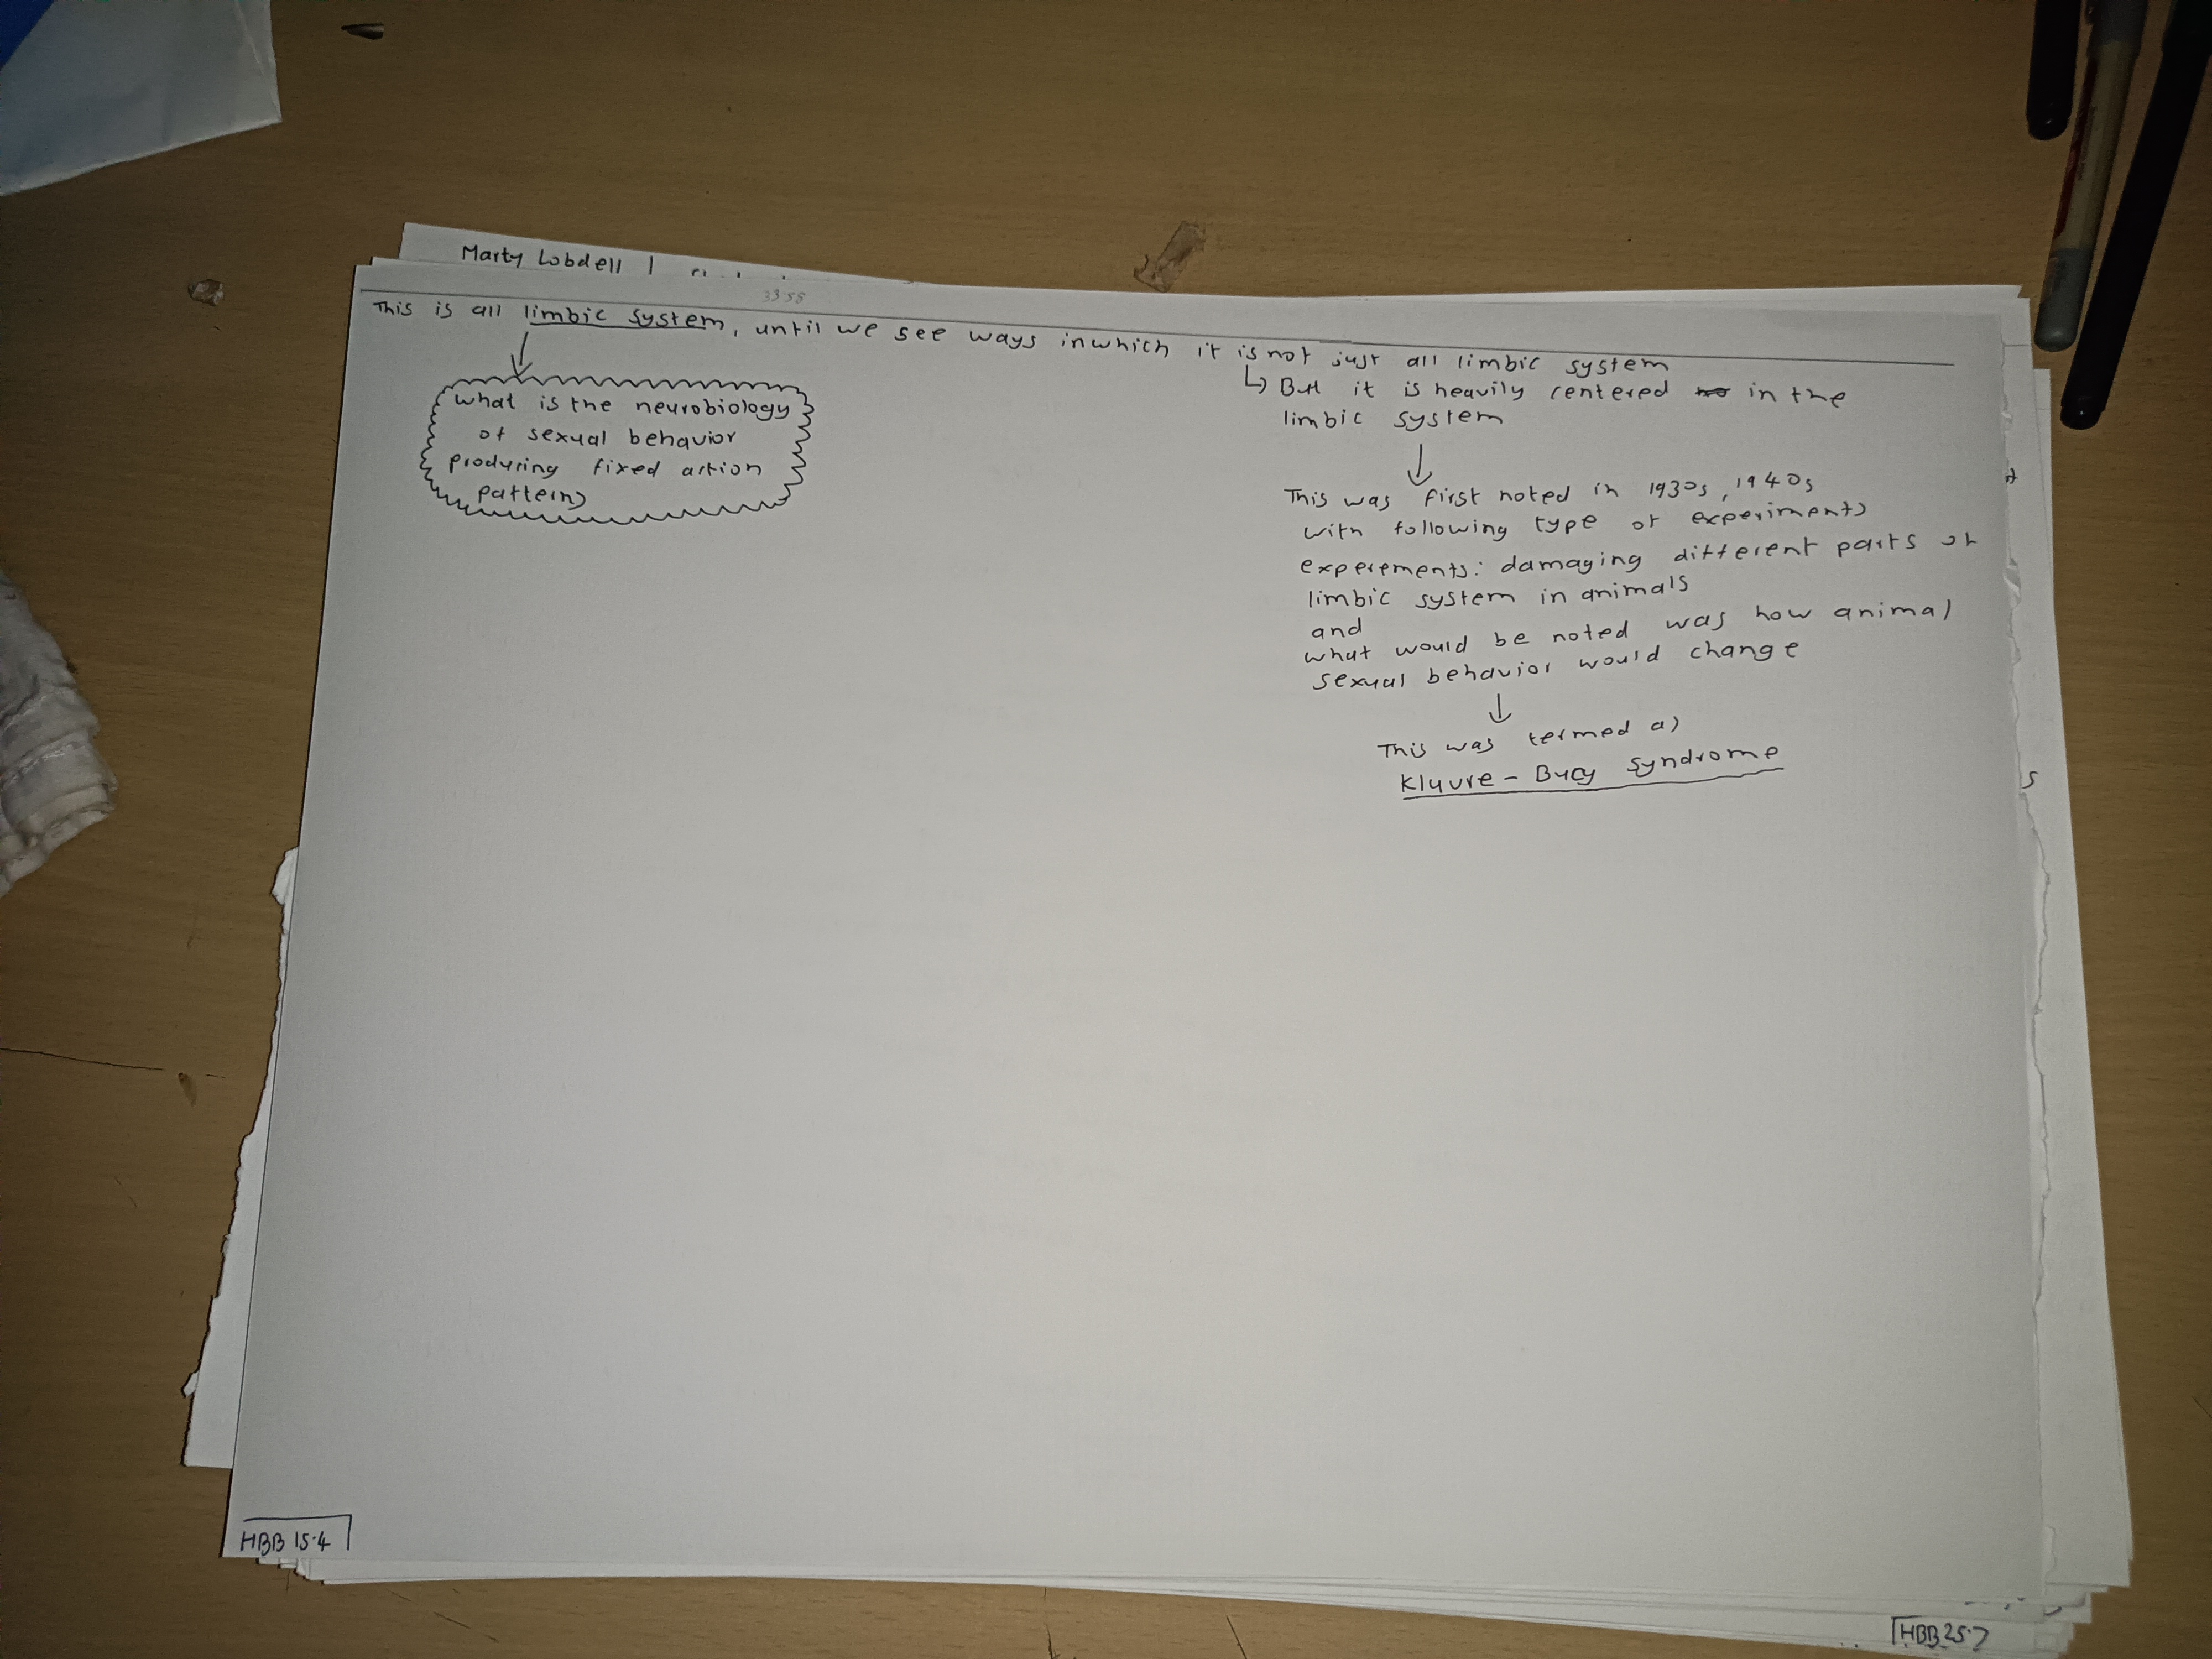 Marty Lobdell |
33:58
This is all limbic system, until we see ways inwhich it is not just all limbic system
what is the neurobiology
of sexual behavior
producing fixed action
patterns
↳ But it is heavily centered in the
limbic system
↓
This was first noted in 1930s, 1940s
with following type of experiments
experements: damaging different parts of
limbic system in animals
and
what would be noted was how animal
sexual behavior would change
↓
This was termed as
Kluvre - Bucy syndrome
HBB 15.4
HBB 25.7